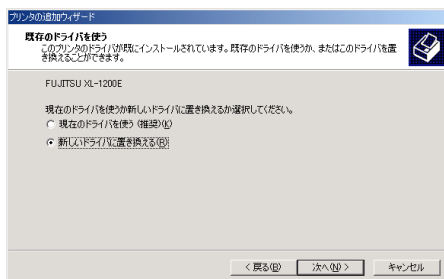 プリンタの追加ウィザード
既存のドライバを使う
このプリンタのドライバが既にインストールされています。既存のドライバを使うか、またはこのドライバを置
き換えることができます。
FUJITSU XL-1200E
現在のドライバを使うか新しいドライバに置き換えるか選択してください。
現在のドライバを使う (推奨)(K)
新しいドライバに置き換える(R)
< 戻る(B)
次へ(N) >
キャンセル